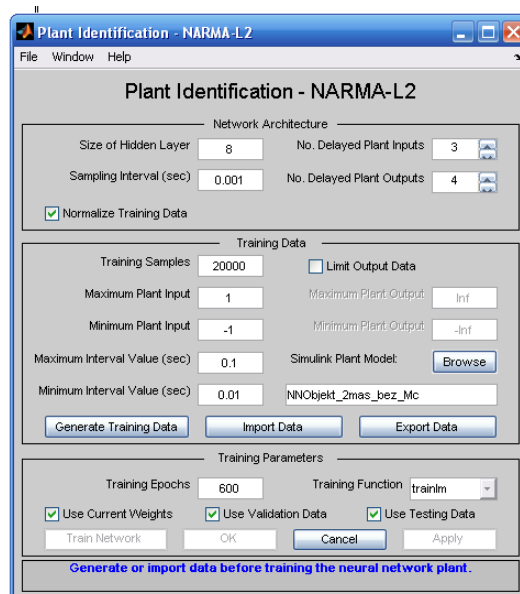 Plant Identification - NARMA-L2
File Window Help
Plant Identification - NARMA-L2
Network Architecture
Size of Hidden Layer 8 No. Delayed Plant Inputs 3
Sampling Interval (sec) 0.001 No. Delayed Plant Outputs 4
Normalize Training Data
Training Data
Training Samples 20000 Limit Output Data
Maximum Plant Input 1 Maximum Plant Output Inf
Minimum Plant Input -1 Minimum Plant Output -Inf
Maximum Interval Value (sec) 0.1 Simulink Plant Model: Browse
Minimum Interval Value (sec) 0.01 NNObjekt_2mas_bez_Mc
Generate Training Data Import Data Export Data
Training Parameters
Training Epochs 600 Training Function trainlm
Use Current Weights Use Validation Data Use Testing Data
Train Network OK Cancel Apply
Generate or import data before training the neural network plant.